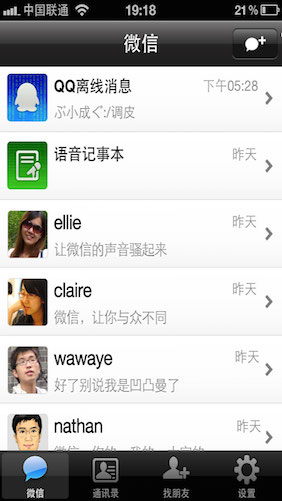 中国联通 19:18 21%
微信
QQ离线消息 下午05:28
ぷ小成ぐ:/调皮
语音记事本 昨天
ellie 昨天
让微信的声音骚起来
claire 昨天
微信，让你与众不同
wawaye 昨天
好了别说我是凹凸曼了
nathan 昨天
微信 通讯录 找朋友 设置